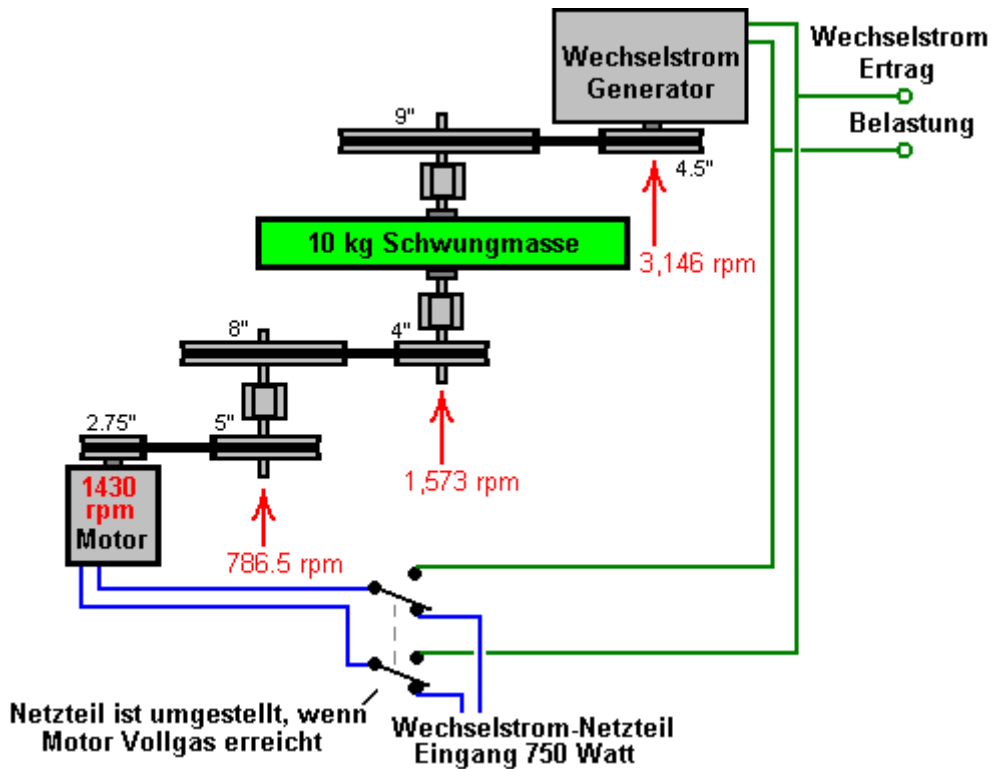 Wechselstrom
Generator
Wechselstrom
Ertrag
Belastung
9"
4.5"
3,146 rpm
10 kg Schwungmasse
8"
4"
1,573 rpm
2.75"
5"
1430
rpm
Motor
786.5 rpm
Netzteil ist umgestellt, wenn
Motor Vollgas erreicht
Wechselstrom-Netzteil
Eingang 750 Watt